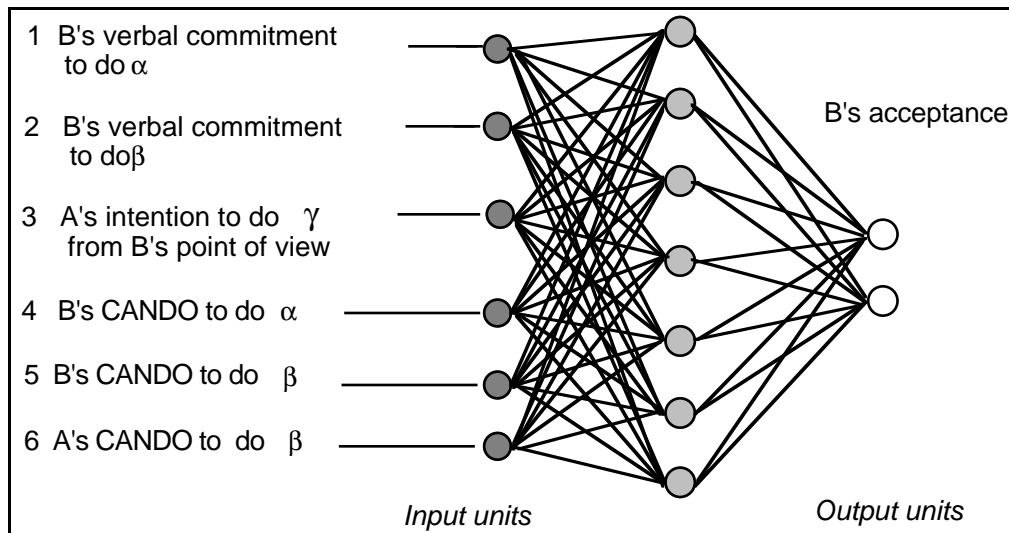 1 B's verbal commitment
to do α
2 B's verbal commitment
to doβ
3 A's intention to do γ
from B's point of view
4 B's CANDO to do α
5 B's CANDO to do β
6 A's CANDO to do β
B's acceptance
Input units
Output units